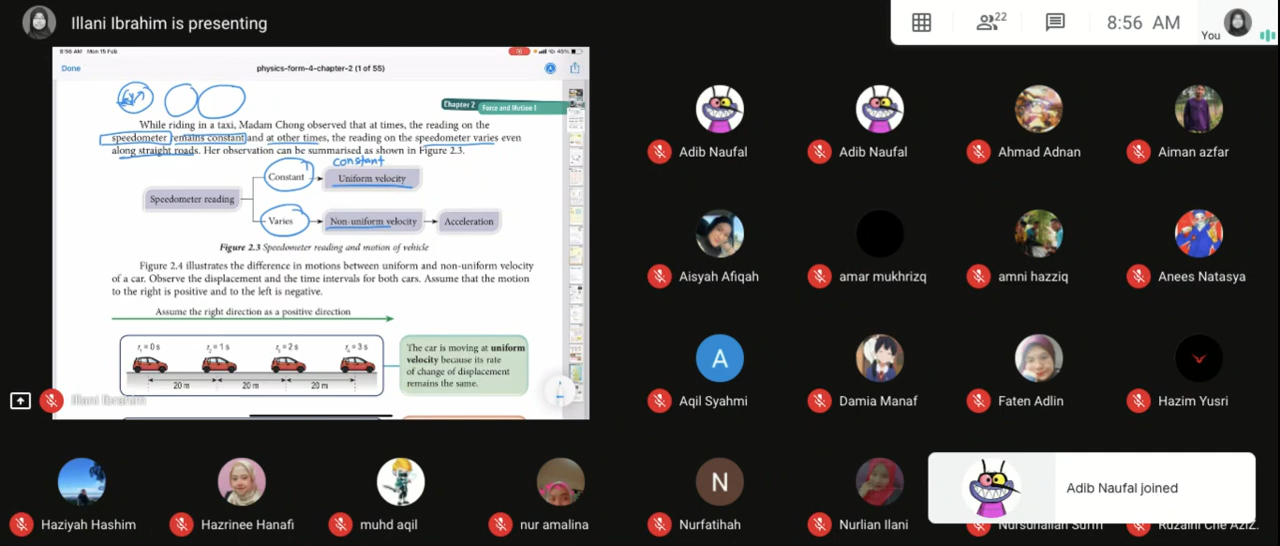 Illani Ibrahim is presenting
22
8:56 AM
You
8:56 AM Mon 15 Feb
45%
Done
physics-form-4-chapter-2 (1 of 55)
Chapter 2 Force and Motion I
While riding in a taxi, Madam Chong observed that at times, the reading on the
speedometer emains constant and at other times, the reading on the speedometer varies even
along straight roads. Her observation can be summarised as shown in Figure 2.3.
constant
Constant
Uniform velocity
Speedometer reading
Varies
Non-uniform velocity
Acceleration
Figure 2.3 Speedometer reading and motion of vehicle
Figure 2.4 illustrates the difference in motions between uniform and non-uniform velocity
of a car. Observe the displacement and the time intervals for both cars. Assume that the motion
to the right is positive and to the left is negative.
Assume the right direction as a positive direction
= 0 s
= 1 s
= 2 s
= 3 s
20 m
20 m
20 m
The car is moving at uniform
velocity because its rate
of change of displacement
remains the same.
Illani Ibrahim
Adib Naufal
Adib Naufal
Ahmad Adnan
Aiman azfar
Aisyah Afiqah
amar mukhrizq
amni hazziq
Anees Natasya
A
Aqil Syahmi
Damia Manaf
Faten Adlin
Hazim Yusri
Haziyah Hashim
Hazrinee Hanafi
muhd aqil
nur amalina
N
Nurfatihah
Nurlian Ilani
Adib Naufal joined